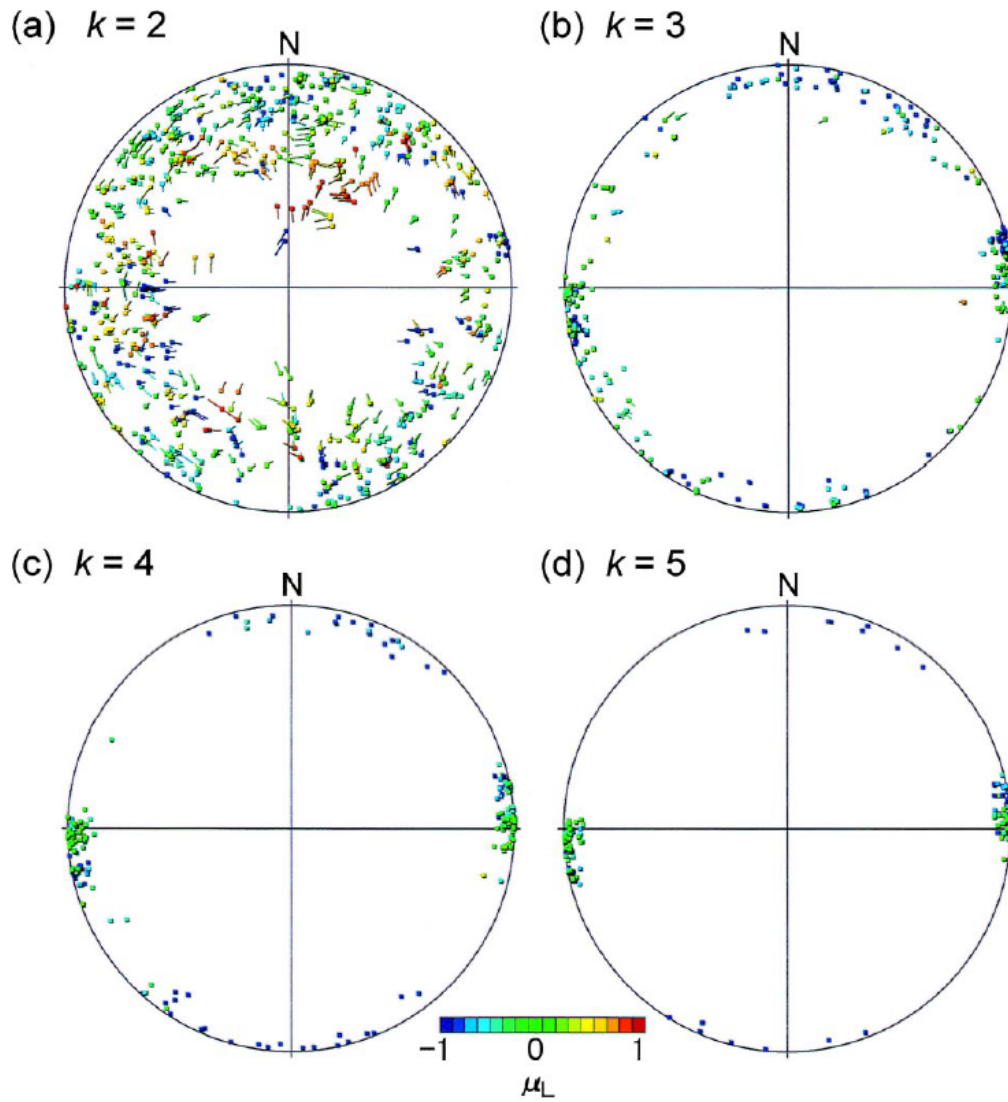 (a) k = 2
N
(b) k = 3
N
(c) k = 4
N
(d) k = 5
N
−1 0 1
μL